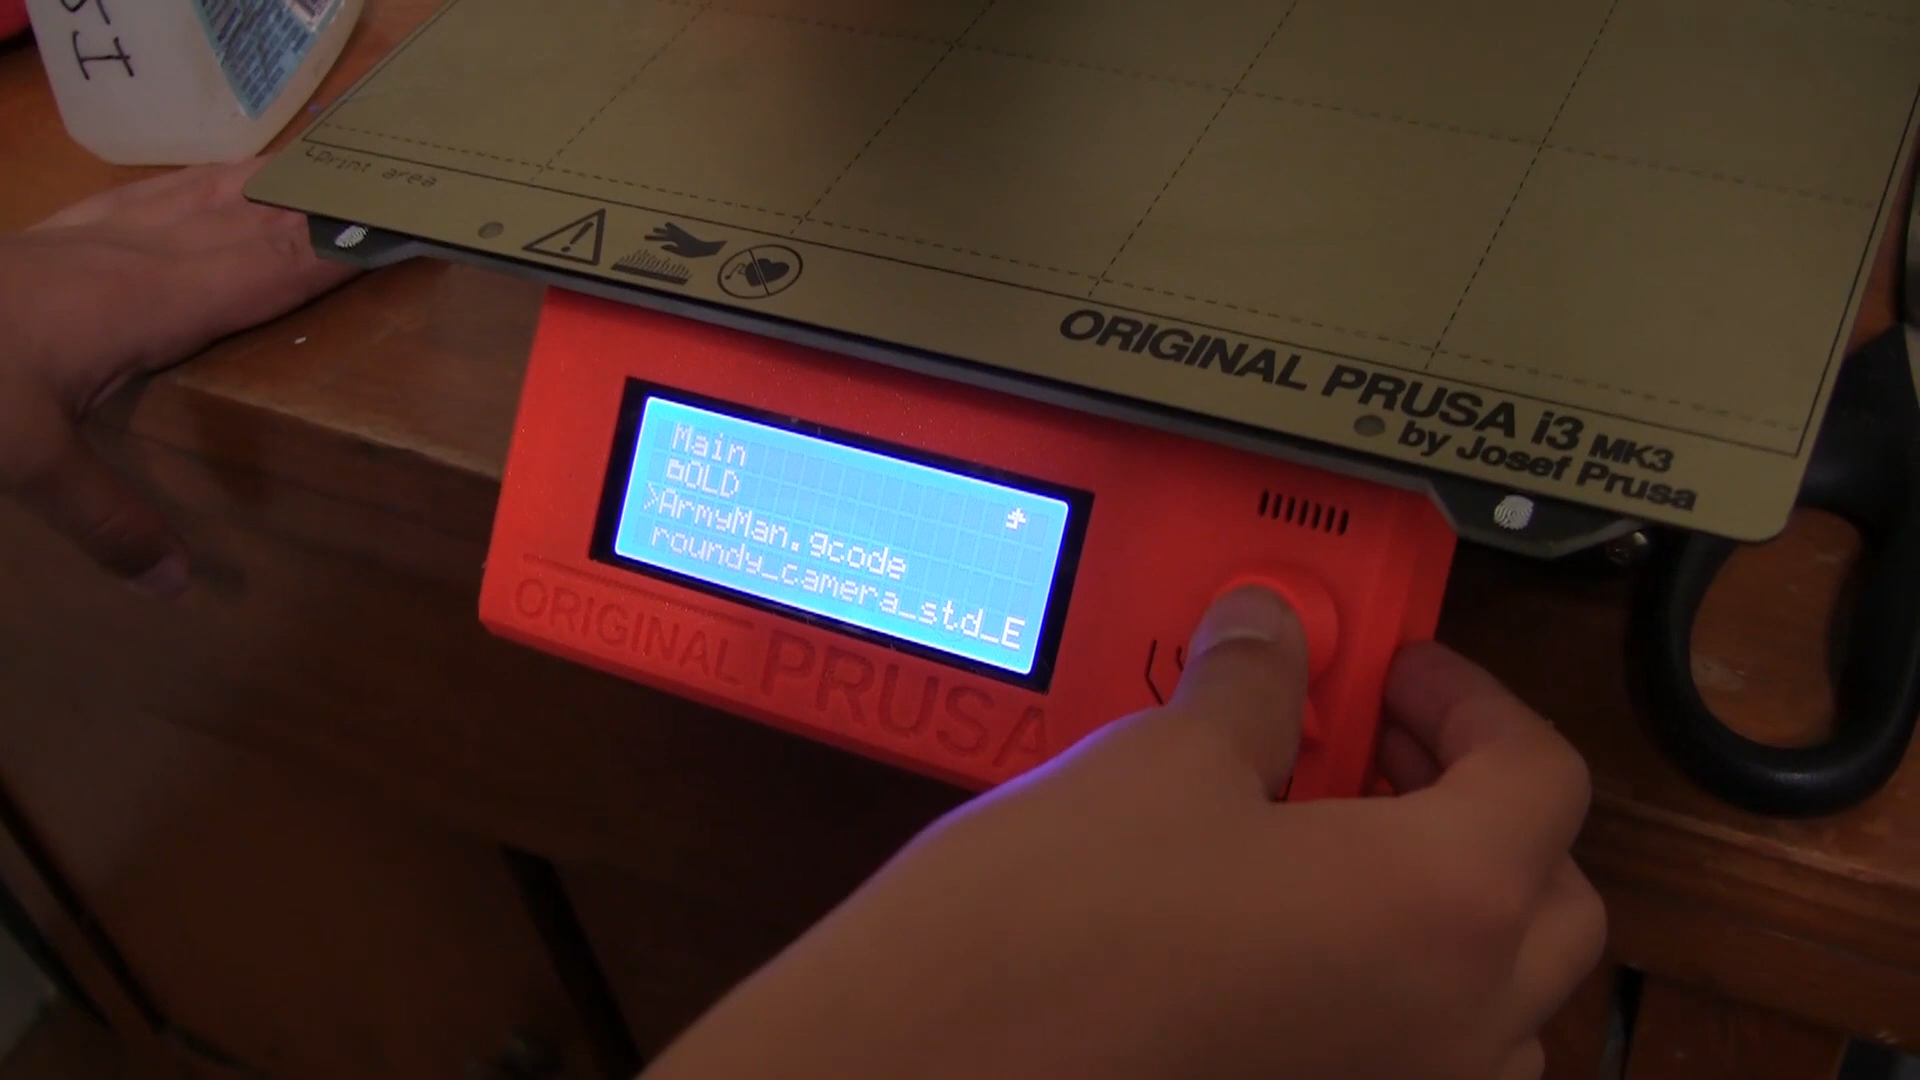 Print area
ORIGINAL PRUSA i3 MK3
by Josef Prusa
Main
OLD
>ArmyMan.gcode
roundy_camera_std_E
ORIGINAL PRUSA